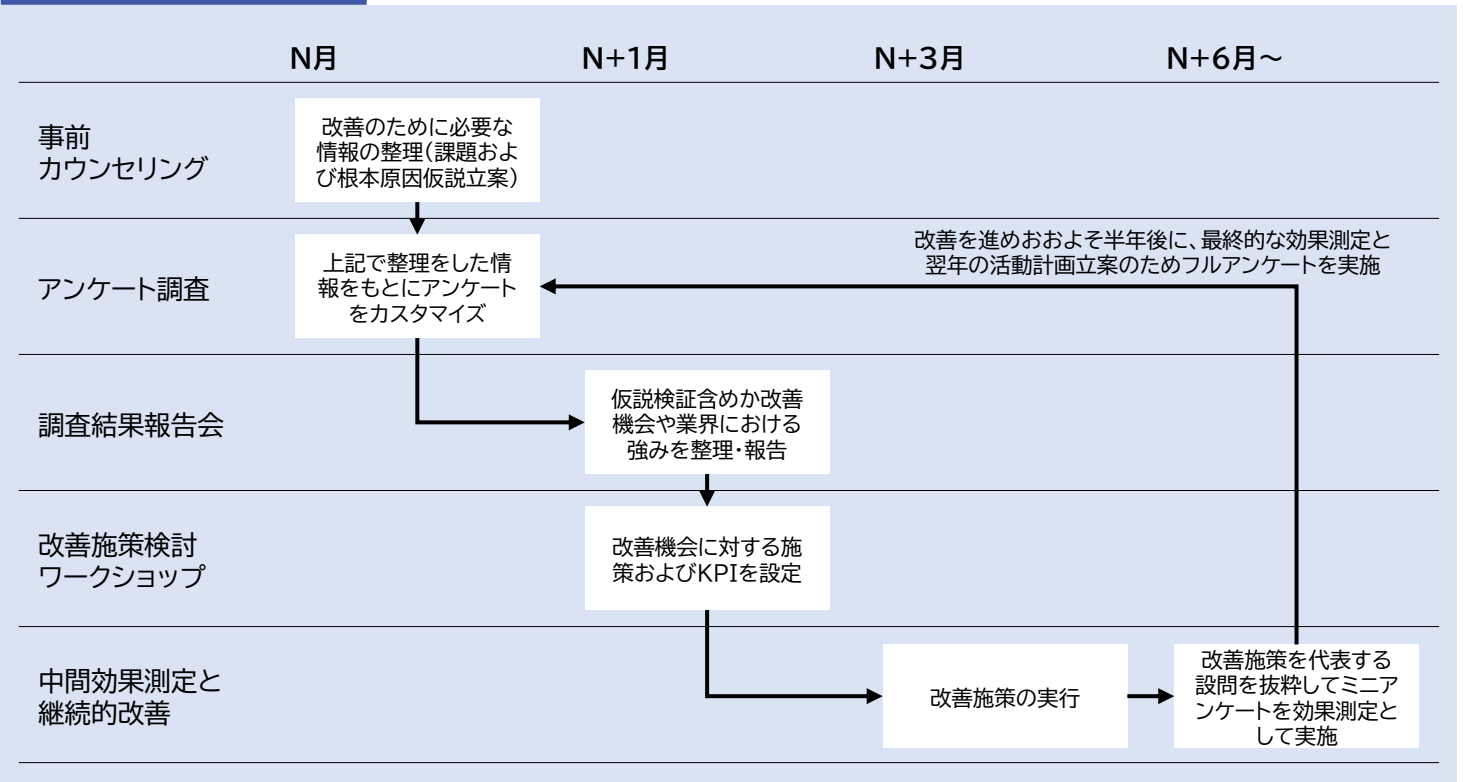 N月
N+1月
N+3月
N+6月～
事前
カウンセリング
改善のために必要な
情報の整理（課題およ
び根本原因仮説立案）
アンケート調査
上記で整理をした情
報をもとにアンケート
をカスタマイズ
改善を進めおおよそ半年後に、最終的な効果測定と
翌年の活動計画立案のためフルアンケートを実施
調査結果報告会
仮説検証含めか改善
機会や業界における
強みを整理・報告
改善施策検討
ワークショップ
改善機会に対する施
策およびKPIを設定
中間効果測定と
継続的改善
改善施策の実行
改善施策を代表する
設問を抜粋してミニア
ンケートを効果測定と
して実施